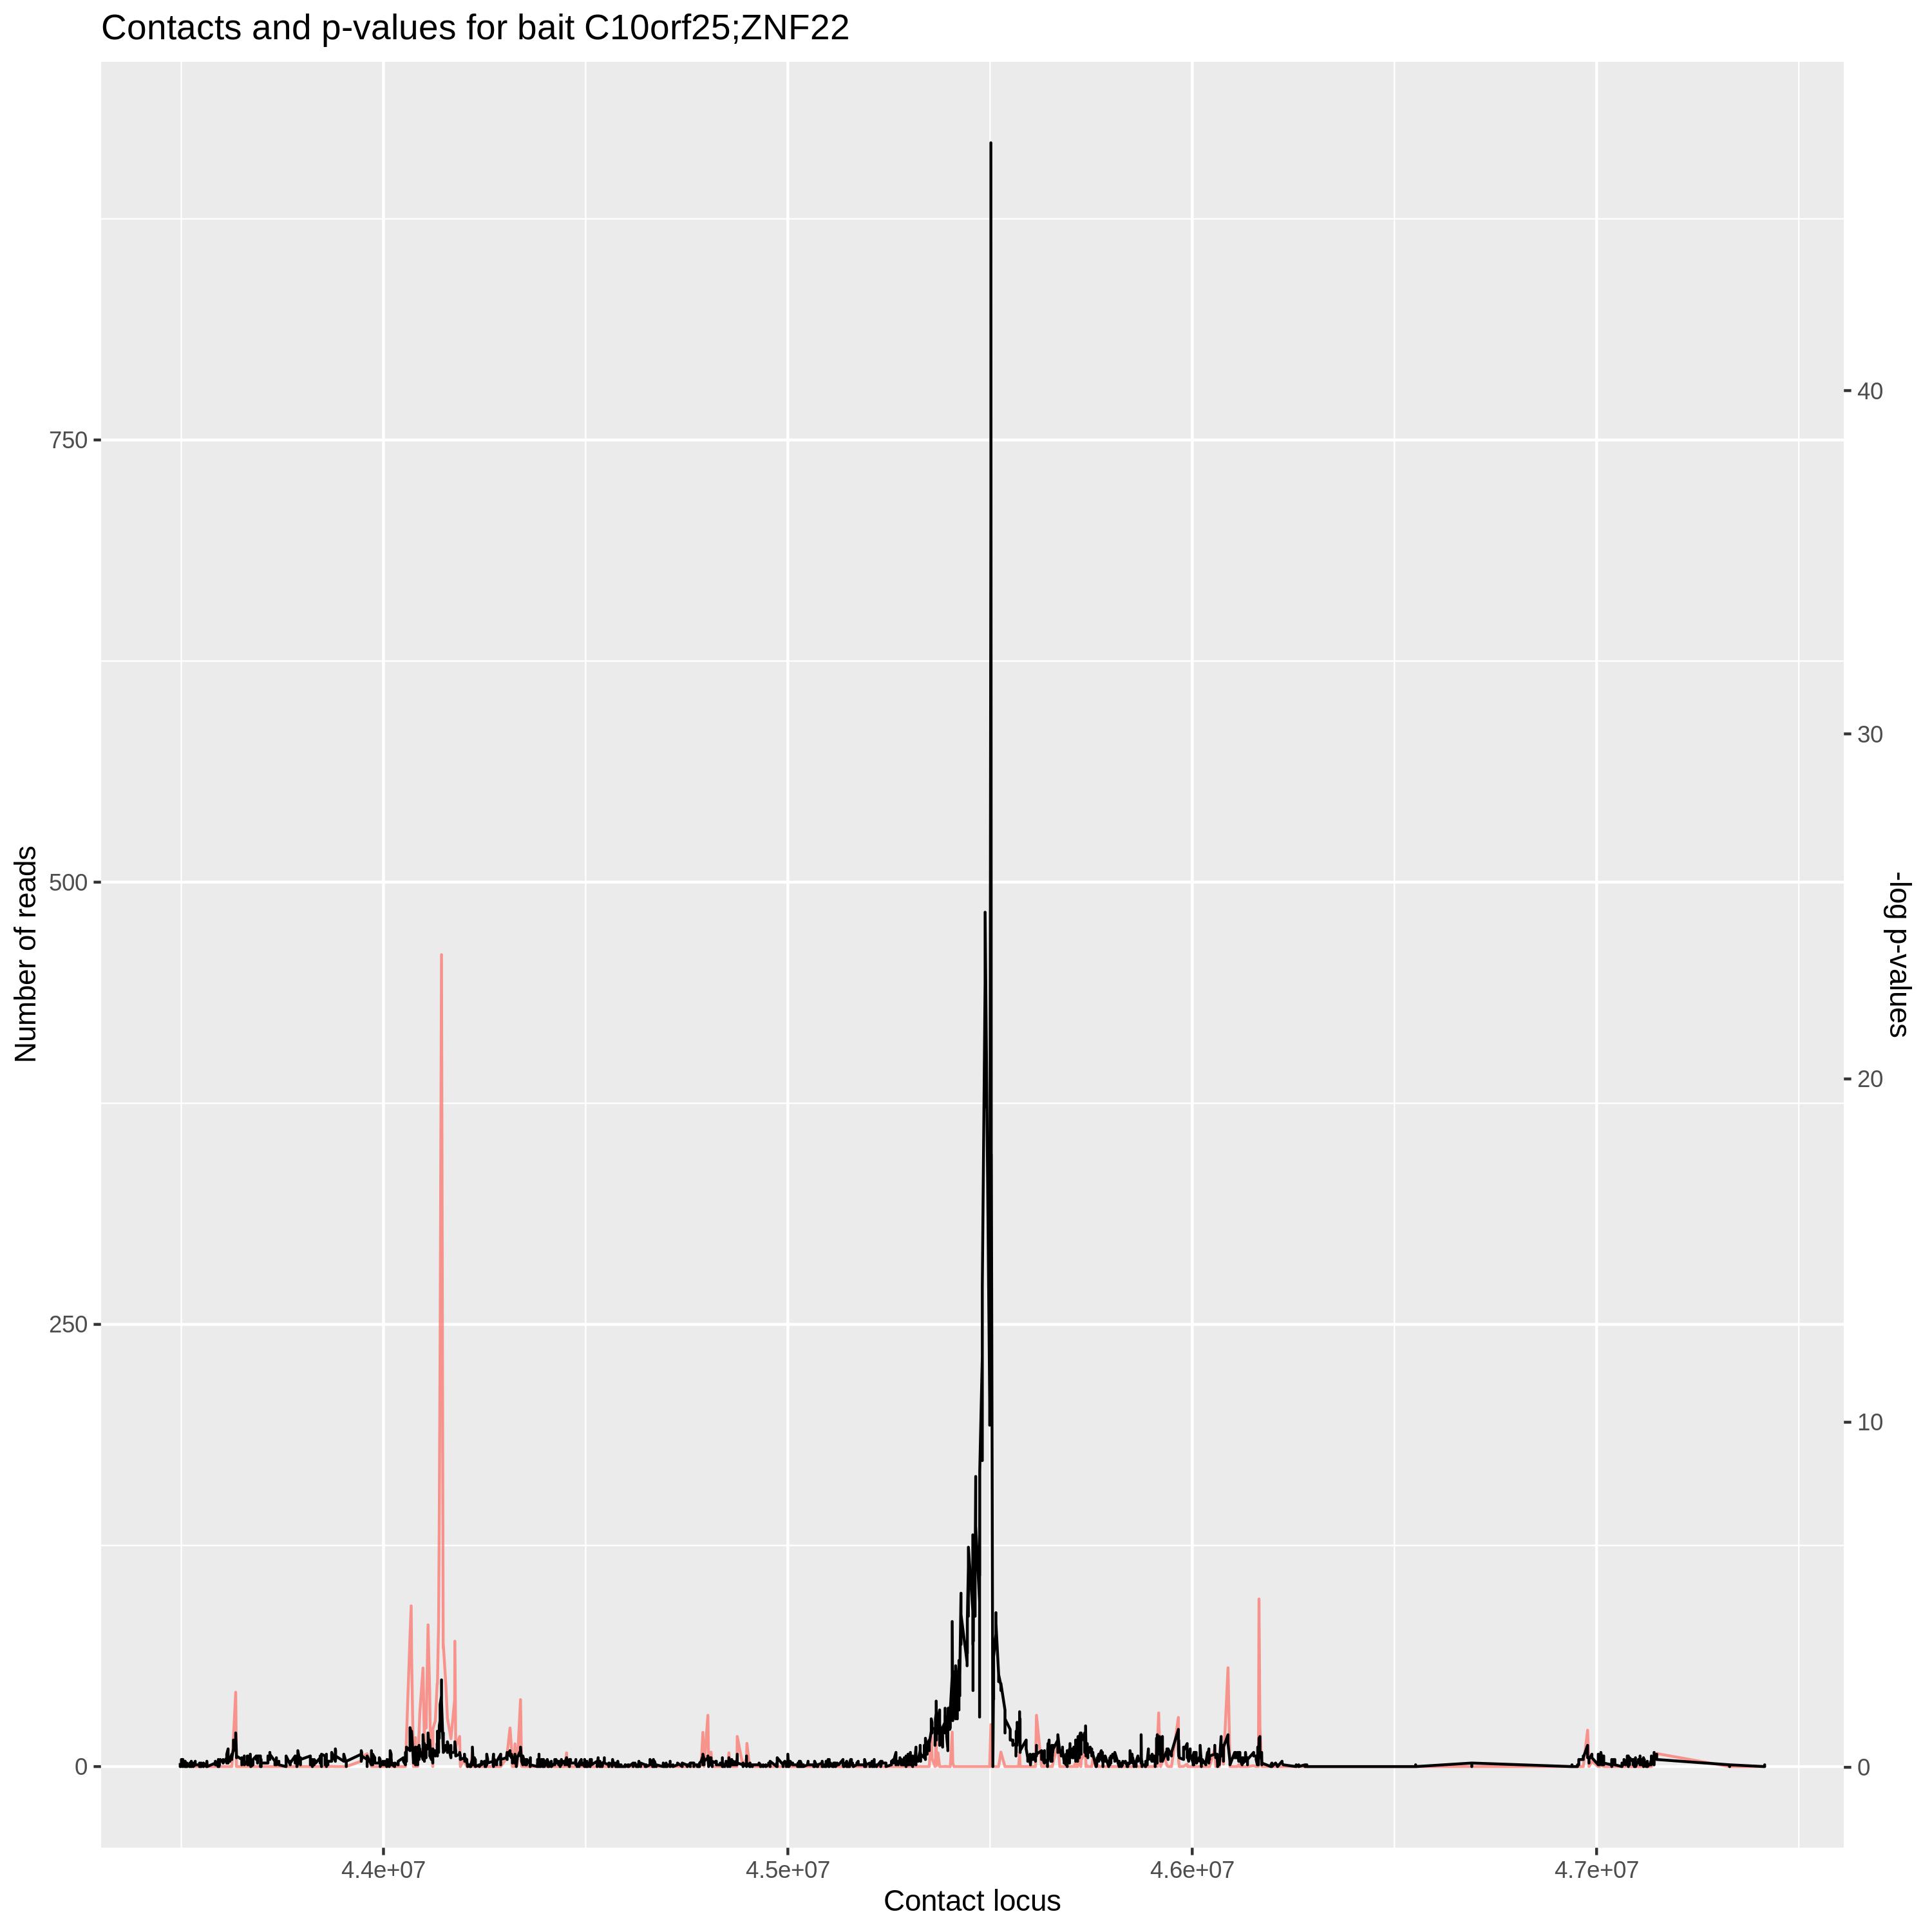 Contacts and p-values for bait C10orf25;ZNF22
750
500
250
0
Number of reads
40
30
20
10
0
-log p-values
4.4e+07
4.5e+07
4.6e+07
4.7e+07
Contact locus